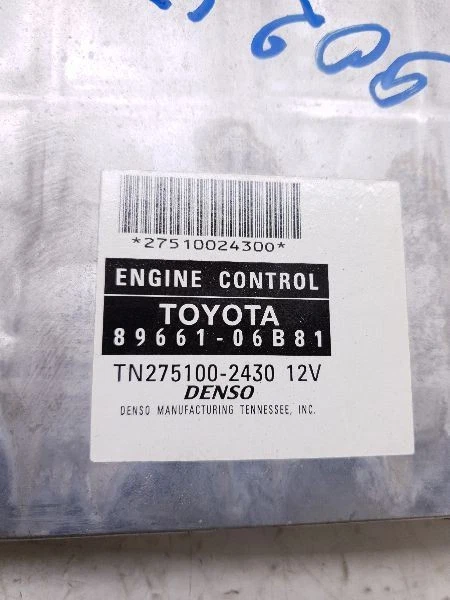 *27510024300*
ENGINE CONTROL
TOYOTA
89661-06B81
TN275100-2430 12V
DENSO
DENSO MANUFACTURING TENNESSEE, INC.